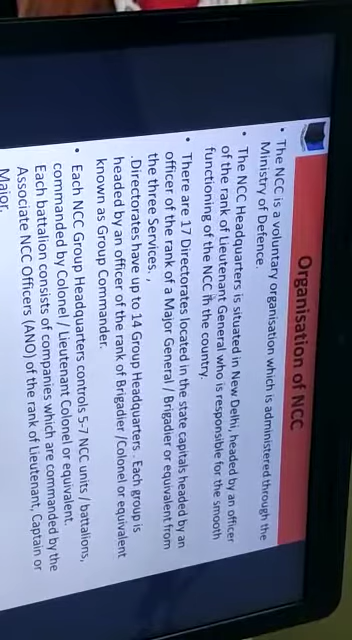 Organisation of NCC
• The NCC is a voluntary organisation which is administered through the
Ministry of Defence.
• The NCC Headquarters is situated in New Delhi, headed by an officer
of the rank of Lieutenant General who is responsible for the smooth
functioning of the NCC in the country.
• There are 17 Directorates located in the state capitals headed by an
officer of the rank of a Major General / Brigadier or equivalent from
the three Services. ,
.Directorates have up to 14 Group Headquarters . Each group is
headed by an officer of the rank of Brigadier /Colonel or equivalent
known as Group Commander.
• Each NCC Group Headquarters controls 5-7 NCC units / battalions,
commanded by Colonel / Lieutenant Colonel or equivalent.
Each battalion consists of companies which are commanded by the
Associate NCC Officers (ANO) of the rank of Lieutenant, Captain or
Major.